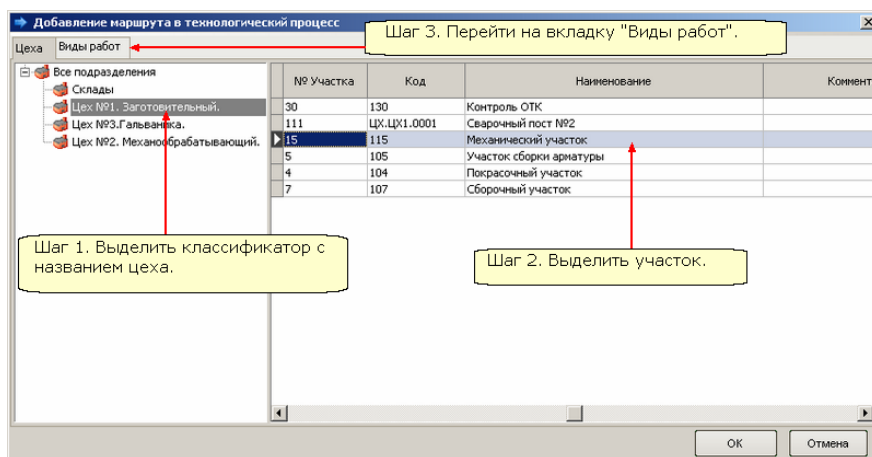 Добавление маршрута в технологический процесс
Цеха Виды работ
Шаг 3. Перейти на вкладку "Виды работ".
Все подразделения
Склады
Цех №1. Заготовительный.
Цех №3.Гальваника.
Цех №2. Механообрабатывающий.
№ Участка Код Наименование Коммент
30 130 Контроль ОТК
111 ЦХ.ЦХ1.0001 Сварочный пост №2
15 115 Механический участок
5 105 Участок сборки арматуры
4 104 Покрасочный участок
7 107 Сборочный участок
Шаг 1. Выделить классификатор с
названием цеха.
Шаг 2. Выделить участок.
OK Отмена